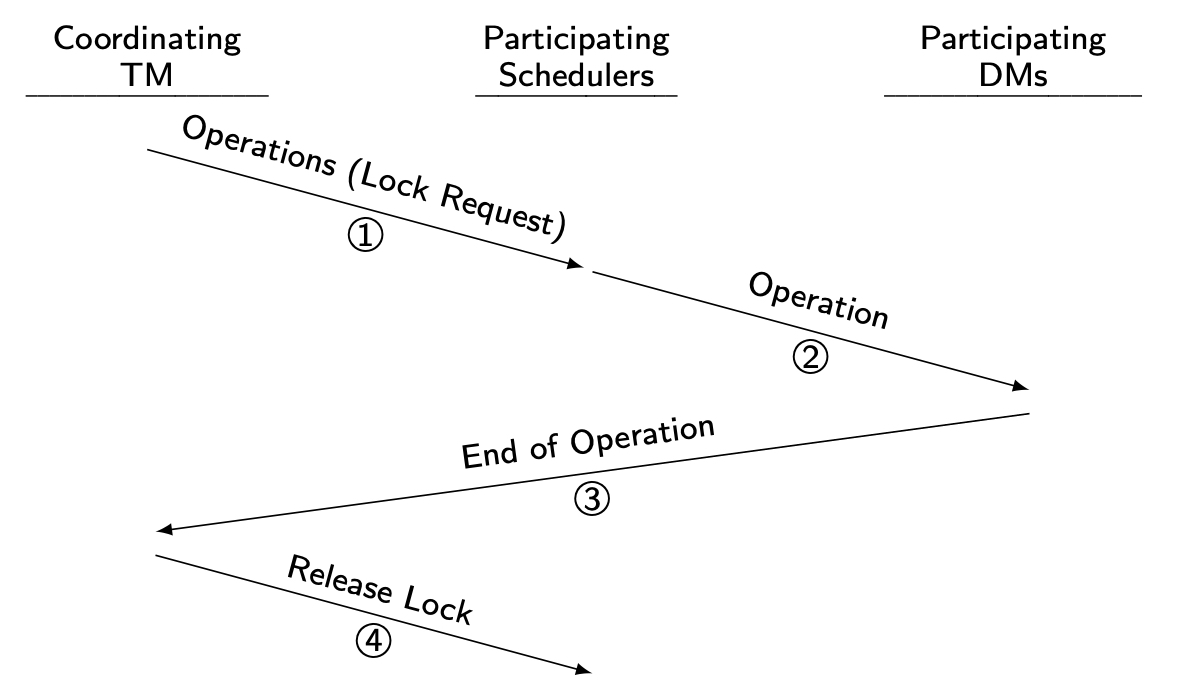 Coordinating
TM
Participating
Schedulers
Participating
DMs
Operations (Lock Request)
①
Operation
②
End of Operation
③
Release Lock
④